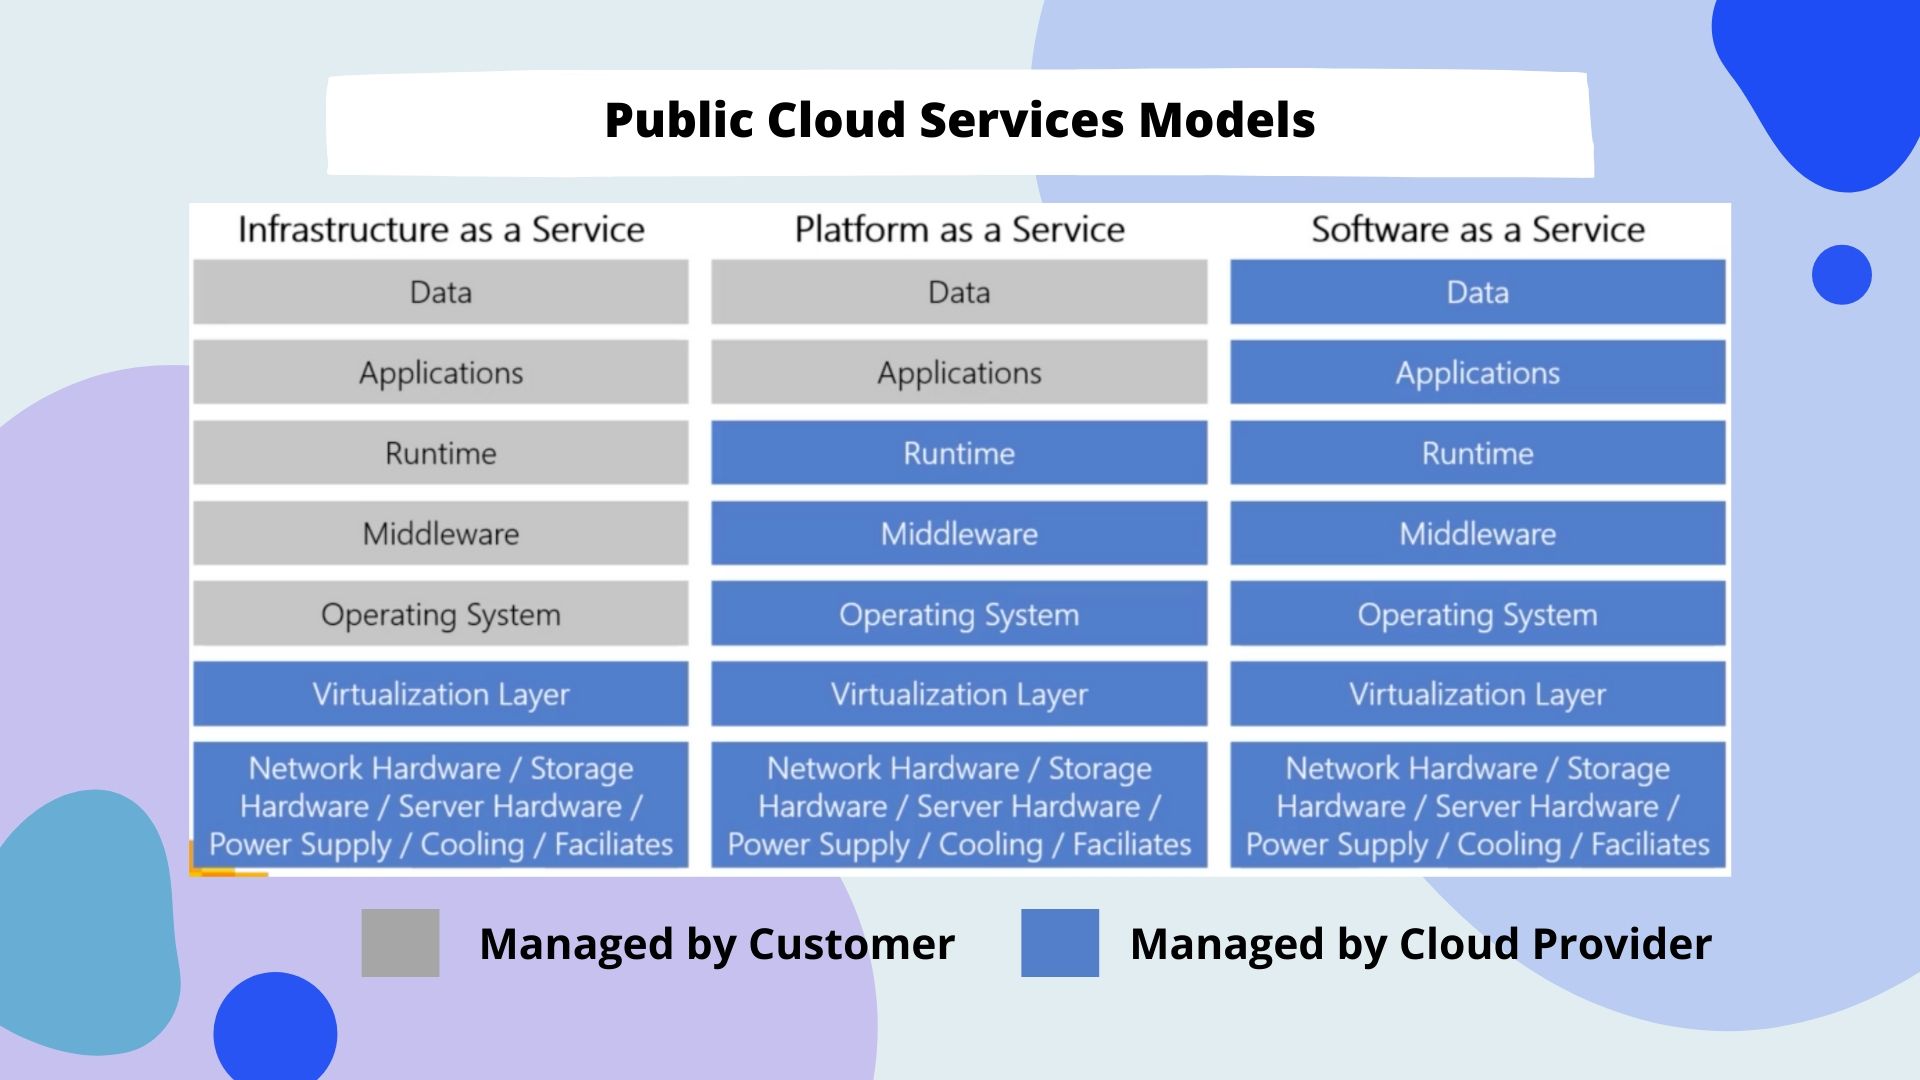 Public Cloud Services Models
Infrastructure as a Service
Data
Applications
Runtime
Middleware
Operating System
Virtualization Layer
Network Hardware / Storage
Hardware / Server Hardware /
Power Supply / Cooling / Faciliates
Platform as a Service
Data
Applications
Runtime
Middleware
Operating System
Virtualization Layer
Network Hardware / Storage
Hardware / Server Hardware /
Power Supply / Cooling / Faciliates
Software as a Service
Data
Applications
Runtime
Middleware
Operating System
Virtualization Layer
Network Hardware / Storage
Hardware / Server Hardware /
Power Supply / Cooling / Faciliates
Managed by Customer
Managed by Cloud Provider